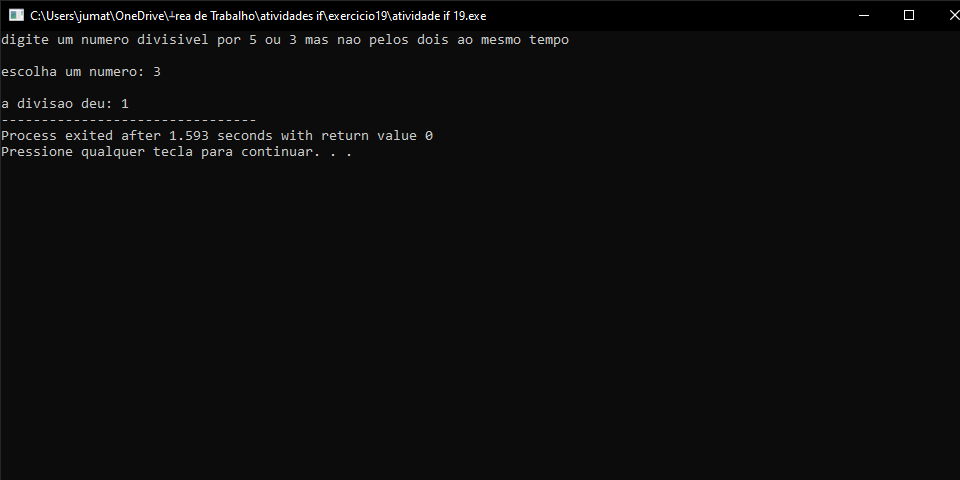 C:\Users\jumat\OneDrive\┴rea de Trabalho\atividades if\exercicio19\atividade if 19.exe
digite um numero divisivel por 5 ou 3 mas nao pelos dois ao mesmo tempo
escolha um numero: 3
a divisao deu: 1
--------------------------------
Process exited after 1.593 seconds with return value 0
Pressione qualquer tecla para continuar. . .